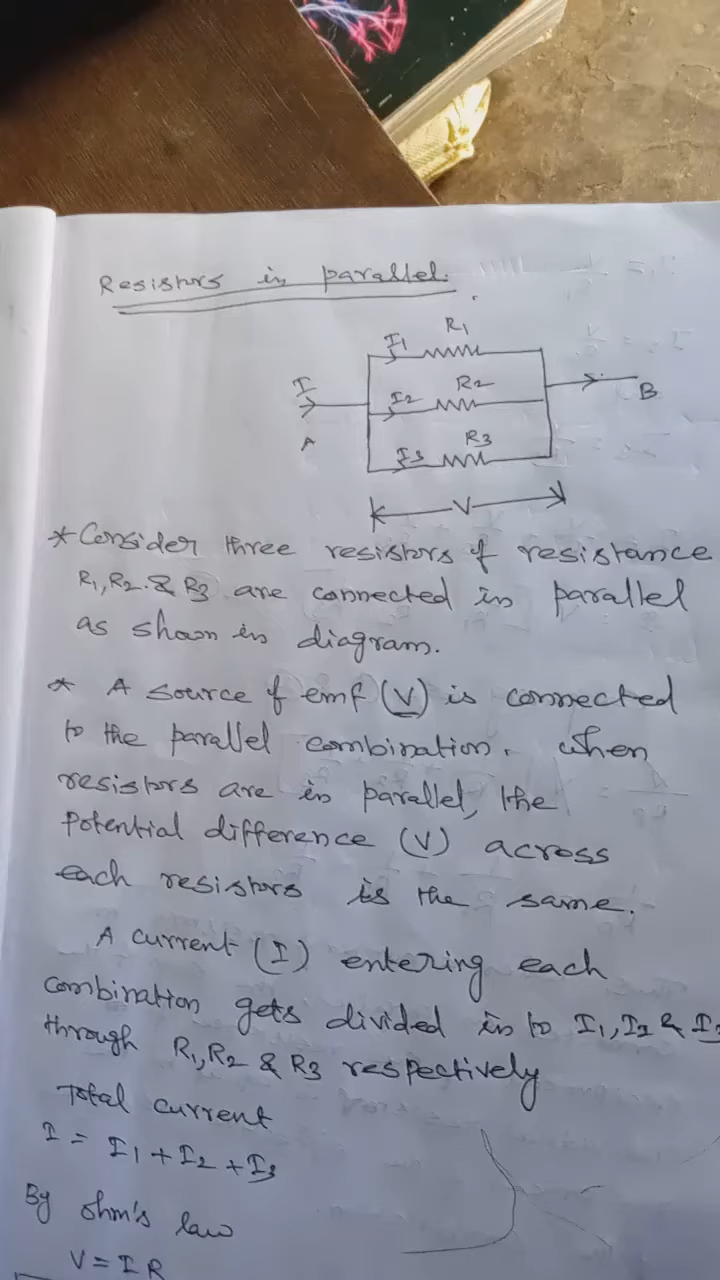 Resistors in parallel.
I1 R1
I
I2 R2
B
A
I3 R3
V
* Consider three resistors of resistance
R1, R2 & R3 are connected in parallel
as shown in diagram.
* A source of emf (V) is connected
to the parallel combination. when
resistors are in parallel, the
potential difference (V) across
each resistors is the same.
A current (I) entering each
combination gets divided in to I1, I2 & I3
through R1, R2 & R3 respectively
Total current
I = I1 + I2 + I3
By ohm's law
V = I R